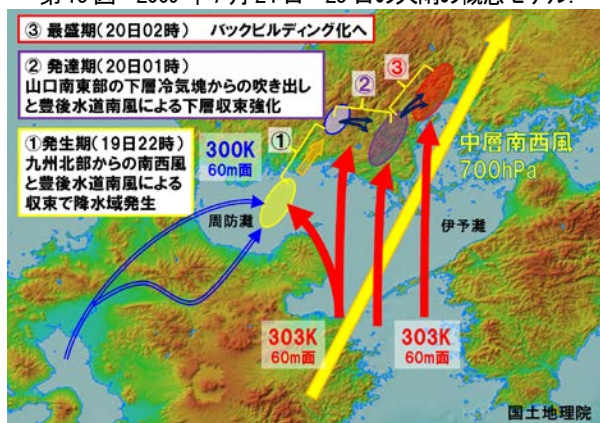 ③ 最盛期(20日02時) バックビルディング化へ
② 発達期(20日01時)
山口南東部の下層冷気塊からの吹き出し
と豊後水道南風による下層収束強化
①発生期(19日22時)
九州北部からの南西風
と豊後水道南風による
収束で降水域発生
300K
60m面
①
②
③
中層南西風
700hPa
周防灘
伊予灘
303K
60m面
303K
60m面
国土地理院